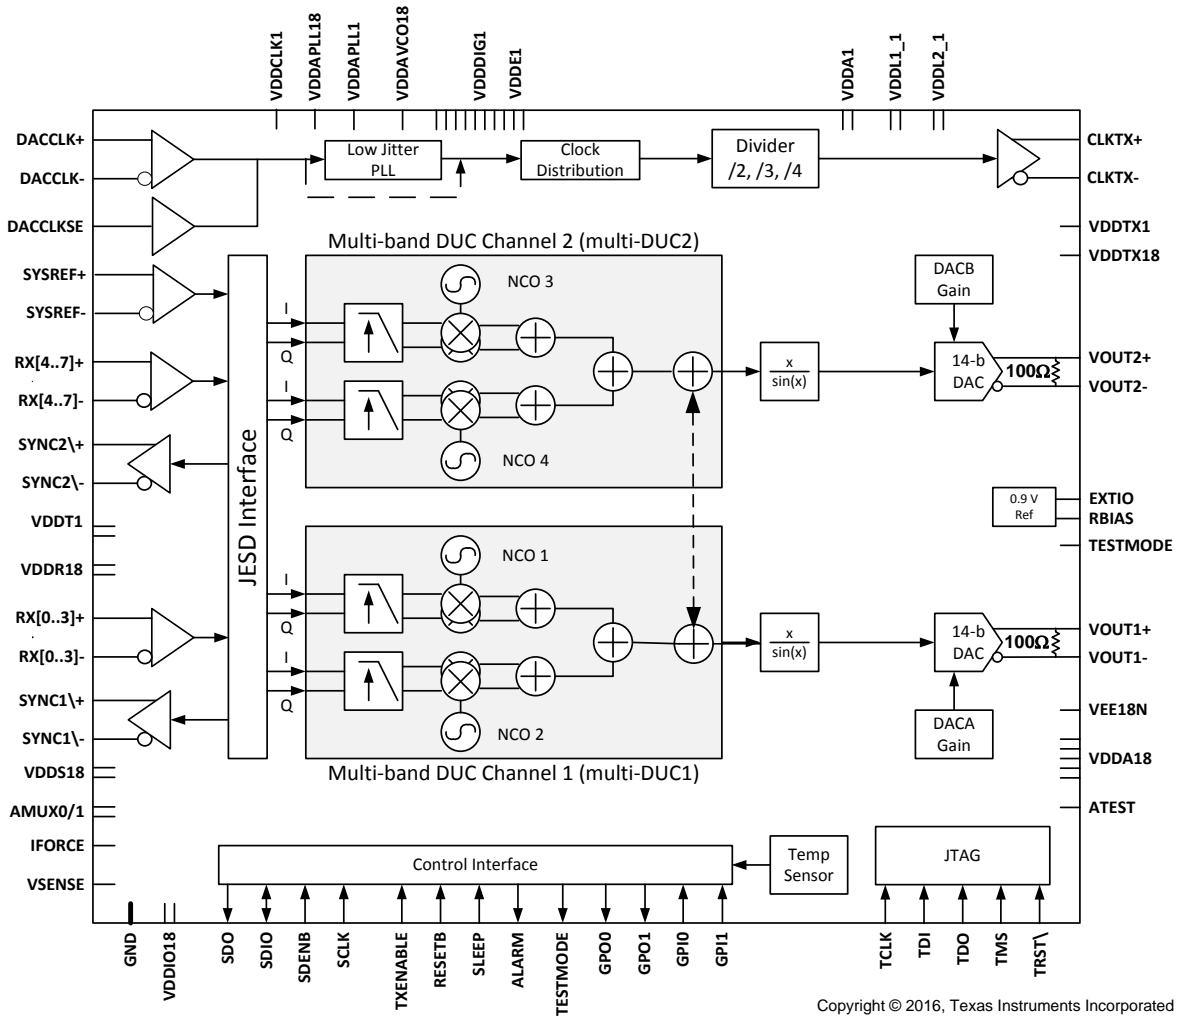 VDDCLK1
VDDAPLL18
VDDAPLL1
VDDAVCO18
VDDDIG1
VDDE1
VDDA1
VDDL1_1
VDDL2_1
DACCLK+
DACCLK-
DACCLKSE
SYSREF+
SYSREF-
RX[4..7]+
RX[4..7]-
SYNC2\+
SYNC2\-
VDDT1
VDDR18
RX[0..3]+
RX[0..3]-
SYNC1\+
SYNC1\-
VDDS18
AMUX0/1
IFORCE
VSENSE
Low Jitter
PLL
Clock
Distribution
Divider
/2, /3, /4
CLKTX+
CLKTX-
VDDTX1
VDDTX18
JESD Interface
Multi-band DUC Channel 2 (multi-DUC2)
I
Q
NCO 3
I
Q
NCO 4
x
sin(x)
DACB
Gain
14-b
DAC
100Ω
VOUT2+
VOUT2-
0.9 V
Ref
EXTIO
RBIAS
TESTMODE
I
Q
NCO 1
I
Q
NCO 2
Multi-band DUC Channel 1 (multi-DUC1)
x
sin(x)
14-b
DAC
100Ω
DACA
Gain
VOUT1+
VOUT1-
VEE18N
VDDA18
ATEST
Control Interface
Temp
Sensor
JTAG
GND
VDDIO18
SDO
SDIO
SDENB
SCLK
TXENABLE
RESETB
SLEEP
ALARM
TESTMODE
GPO0
GPO1
GPI0
GPI1
TCLK
TDI
TDO
TMS
TRST\
Copyright © 2016, Texas Instruments Incorporated